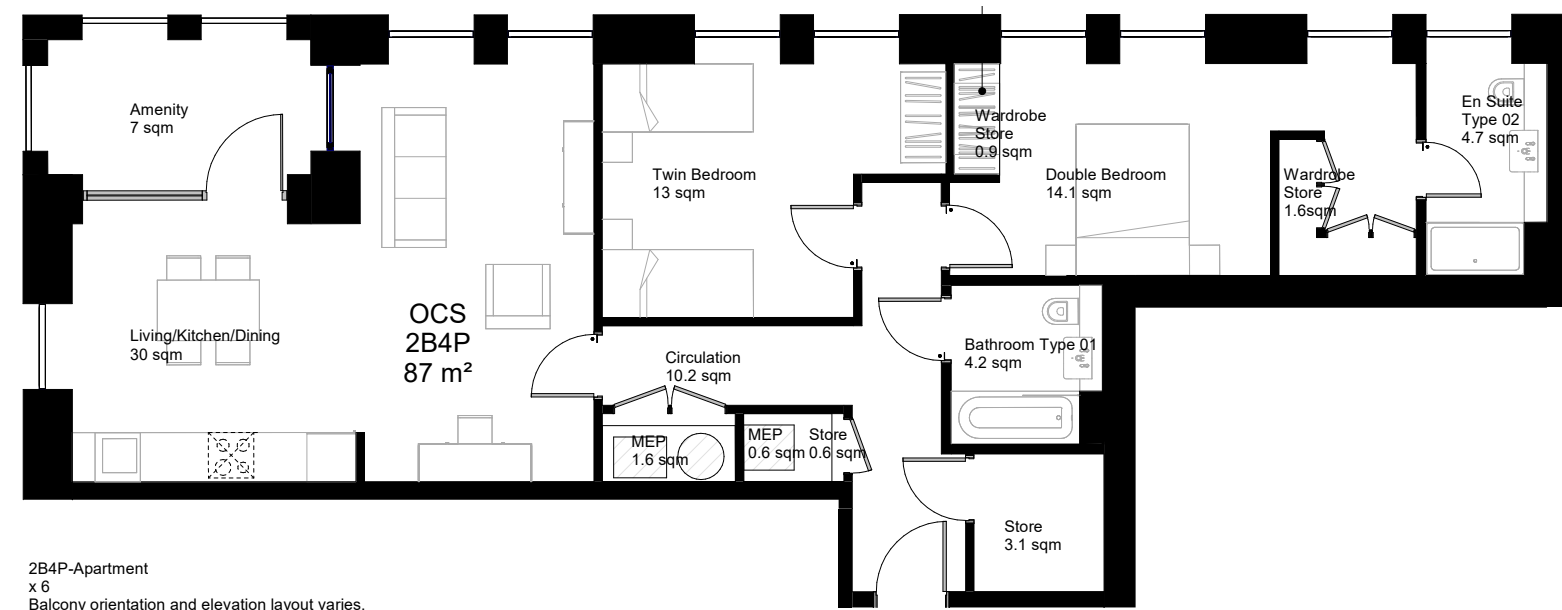 Amenity
7 sqm
Wardrobe
Store
0.9 sqm
En Suite
Type 02
4.7 sqm
Twin Bedroom
13 sqm
Double Bedroom
14.1 sqm
Wardrobe
Store
1.6sqm
Living/Kitchen/Dining
30 sqm
OCS
2B4P
87 m²
Circulation
10.2 sqm
Bathroom Type 01
4.2 sqm
MEP
1.6 sqm
MEP
0.6 sqm
Store
0.6 sqm
Store
3.1 sqm
2B4P-Apartment
x 6
Balcony orientation and elevation layout varies.